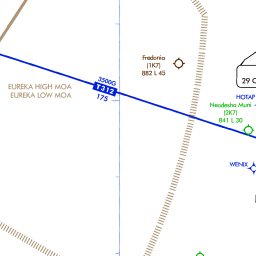 Fredonia
(1K7)
882 L 45
29 C
3500G
T312
175
EUREKA HIGH MOA
EUREKA LOW MOA
HOTAP
Neodesha Muni
(2K7)
841 L 30
WENIX